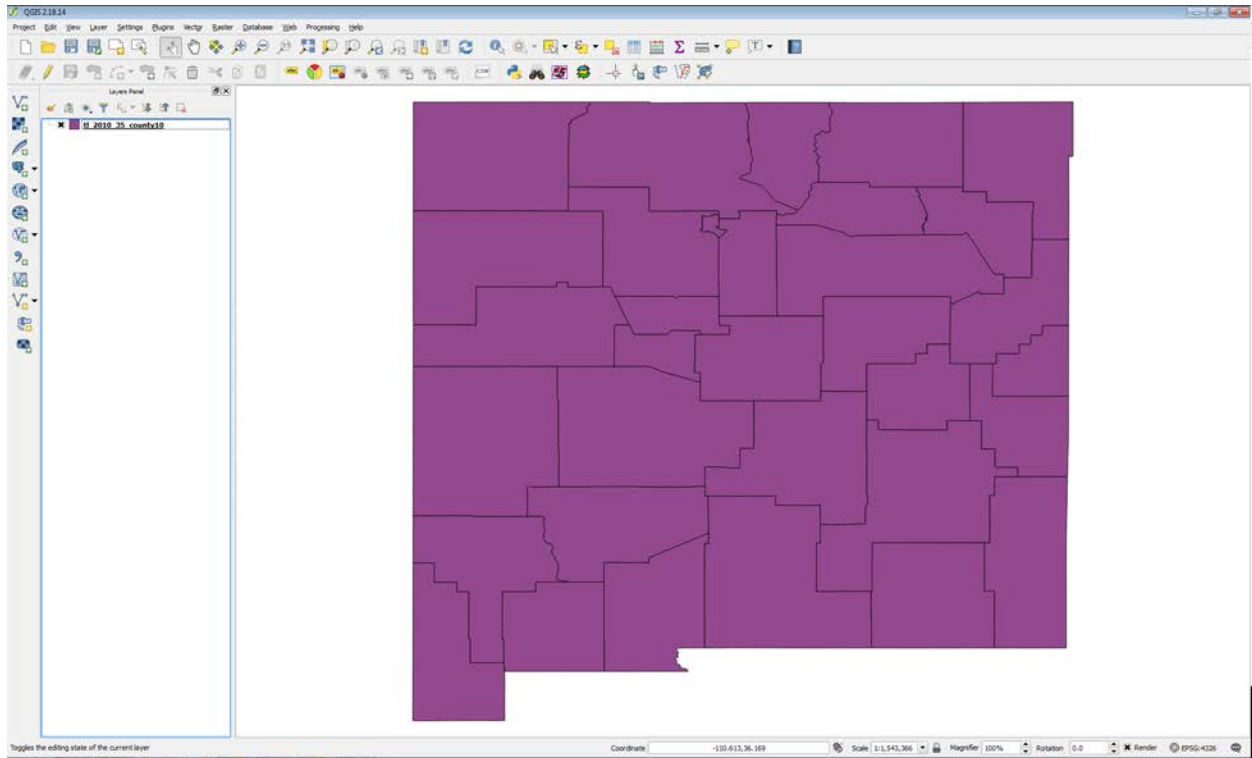 QGIS 2.18.14
Project Edit View Layer Settings Plugins Vector Raster Database Web Processing Help
Layers Panel
tl_2010_35_county10
Toggles the editing state of the current layer
Coordinate -110.613,36.169 Scale 1:1,543,366 Magnifier 100% Rotation 0.0 Render EPSG:4326